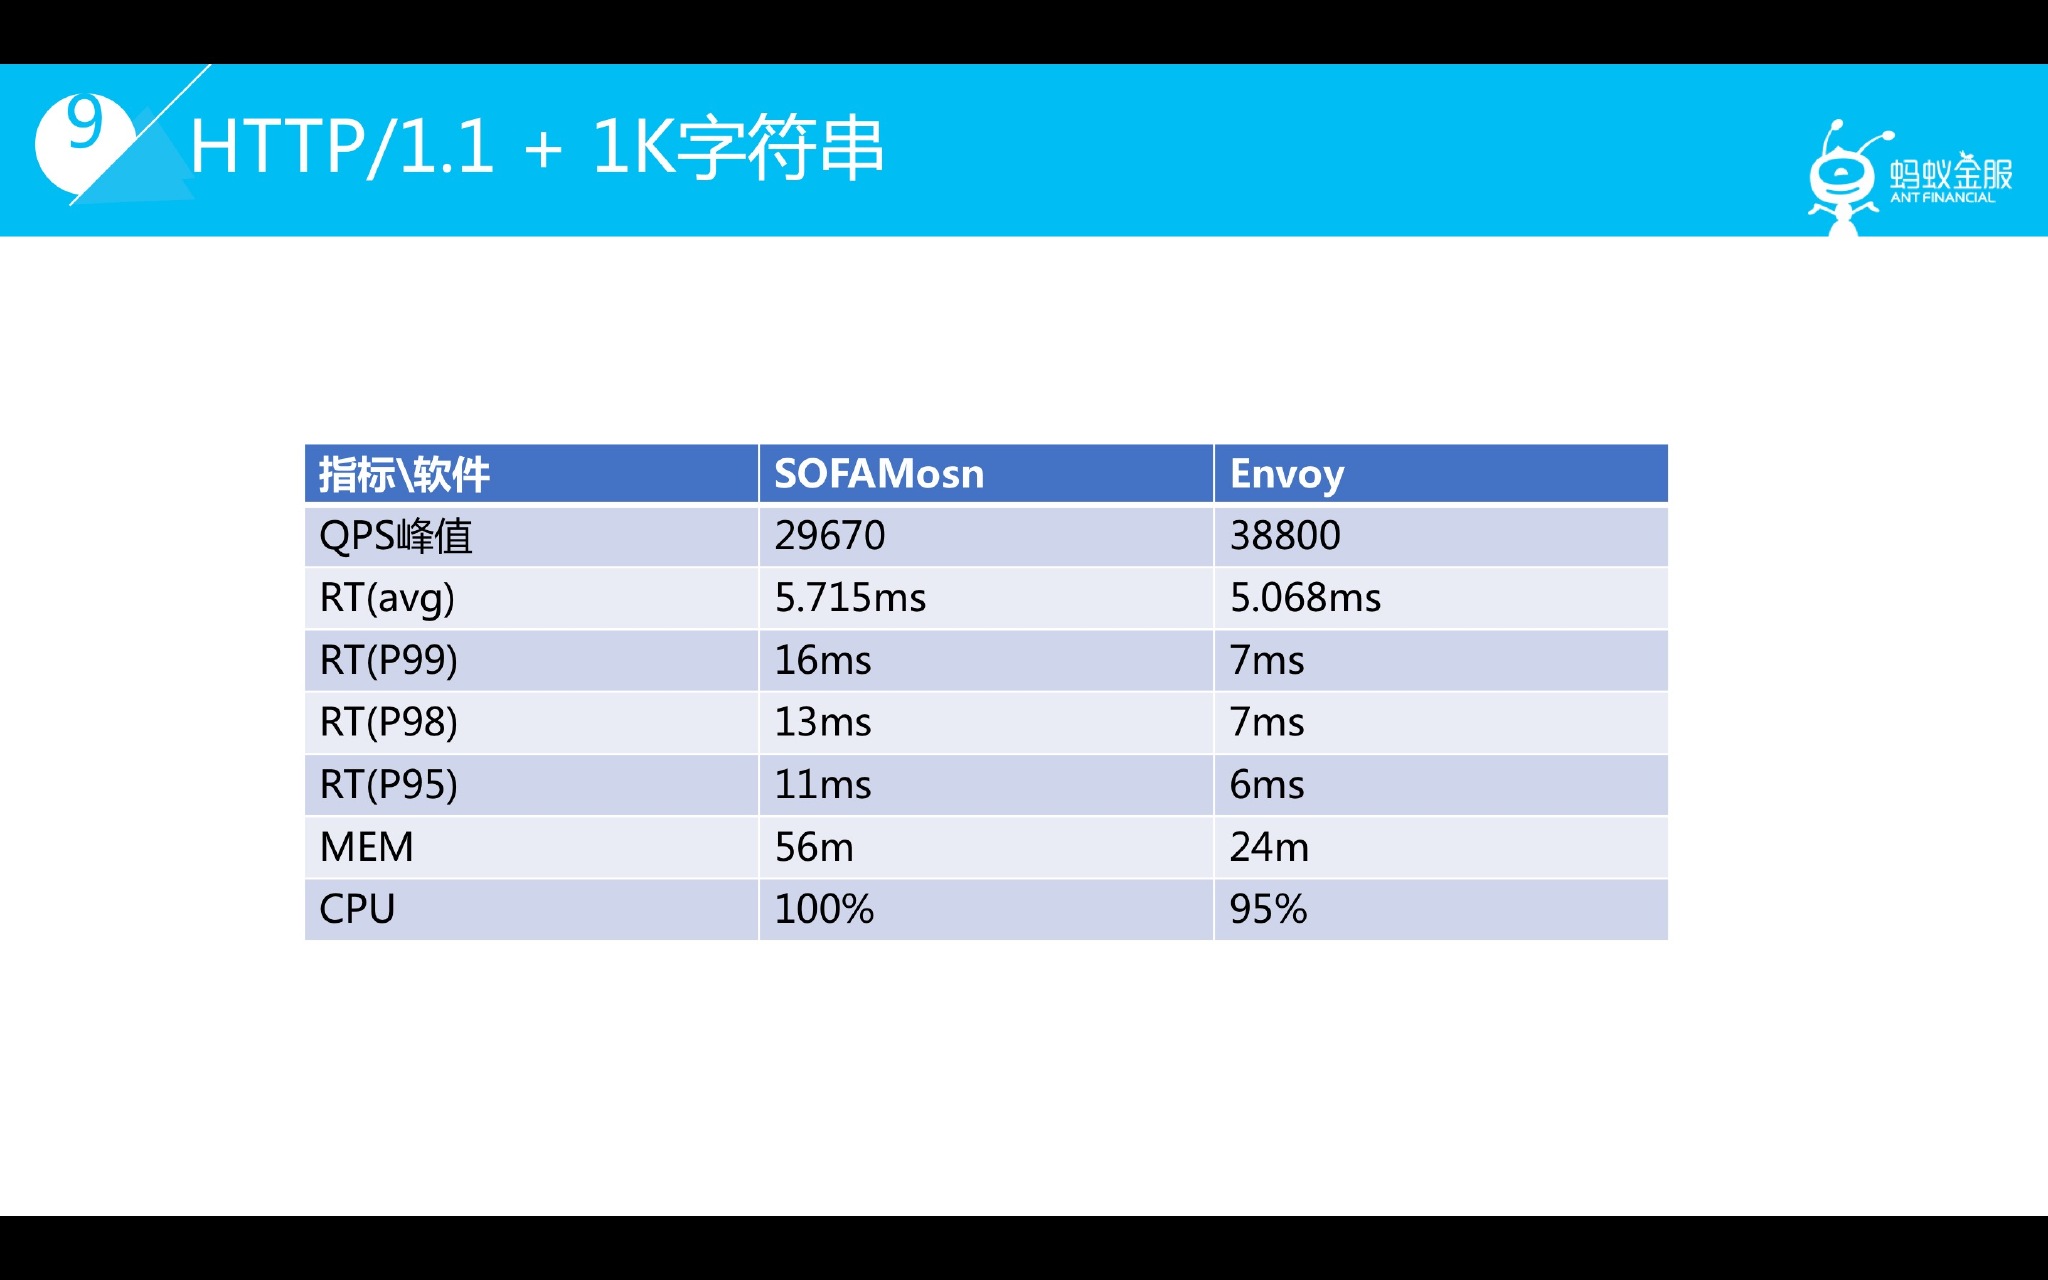 9
HTTP/1.1 + 1K字符串
蚂蚁金服
ANT FINANCIAL
指标\软件 SOFAMosn Envoy
QPS峰值 29670 38800
RT(avg) 5.715ms 5.068ms
RT(P99) 16ms 7ms
RT(P98) 13ms 7ms
RT(P95) 11ms 6ms
MEM 56m 24m
CPU 100% 95%